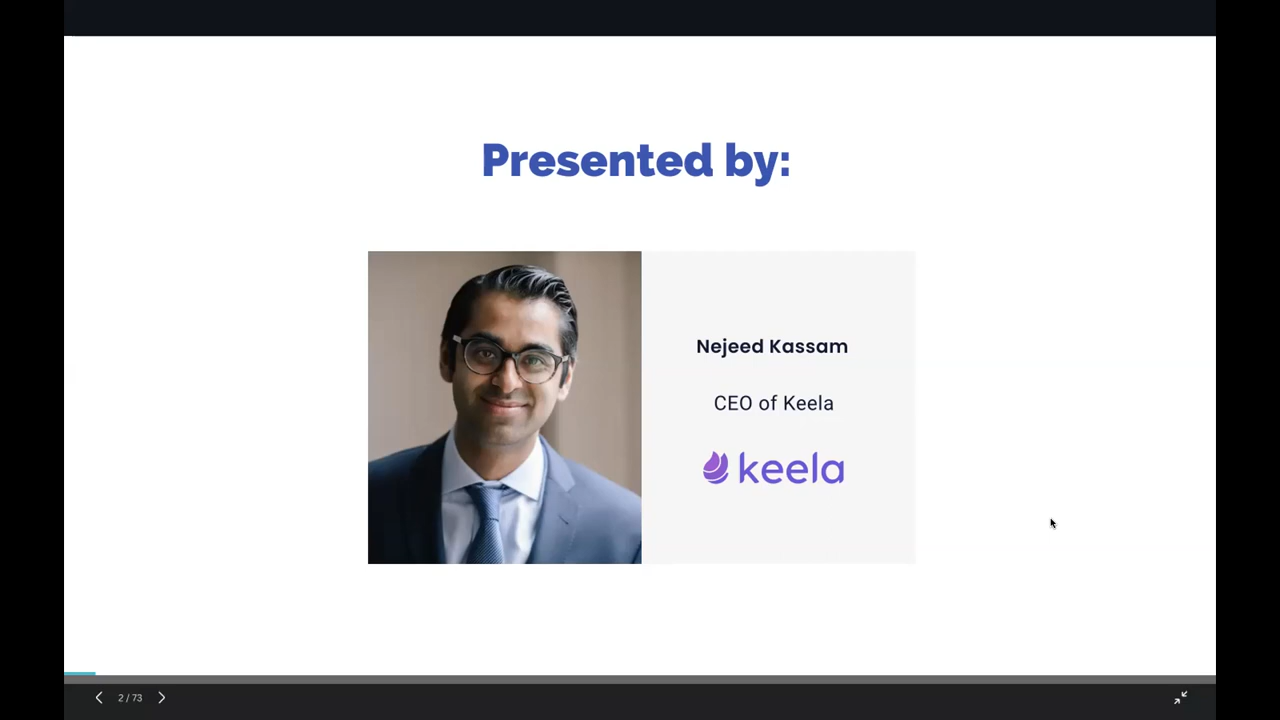 Presented by:
Nejeed Kassam
CEO of Keela
keela
2 / 73